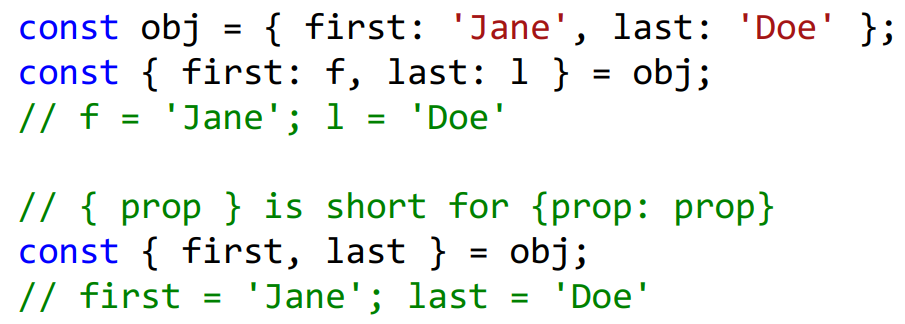 const obj = { first: 'Jane', last: 'Doe' };
const { first: f, last: l } = obj;
// f = 'Jane'; l = 'Doe'
// { prop } is short for {prop: prop}
const { first, last } = obj;
// first = 'Jane'; last = 'Doe'